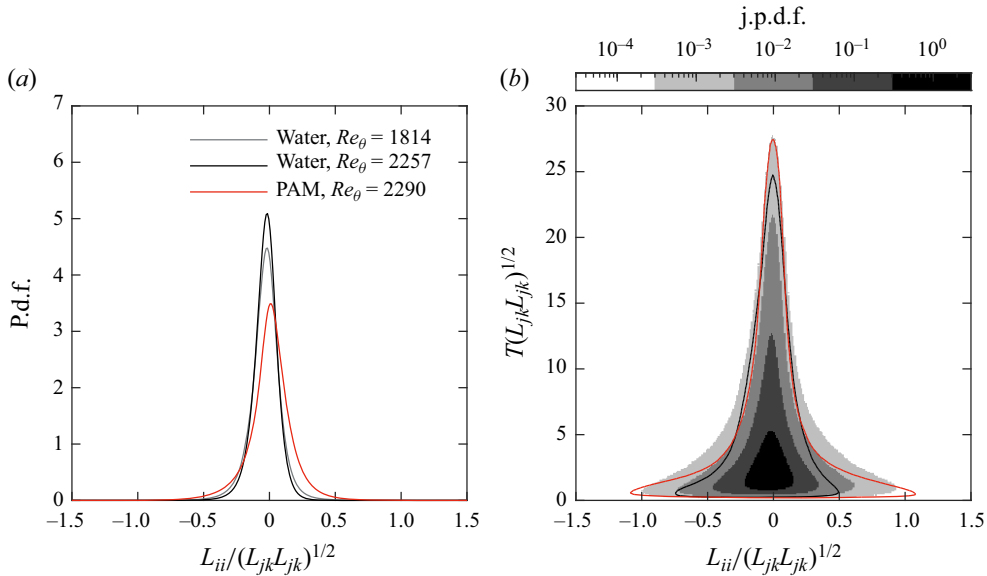 j.p.d.f.
10⁻⁴ 10⁻³ 10⁻² 10⁻¹ 10⁰
(a) (b)
7
6
5
4
3
2
1
0
P.d.f.
Water, Re_θ = 1814
Water, Re_θ = 2257
PAM, Re_θ = 2290
−1.5 −1.0 −0.5 0 0.5 1.0 1.5
L_ii/(L_jk L_jk)^1/2
30
25
20
15
10
5
0
T(L_jk L_jk)^1/2
−1.5 −1.0 −0.5 0 0.5 1.0 1.5
L_ii/(L_jk L_jk)^1/2